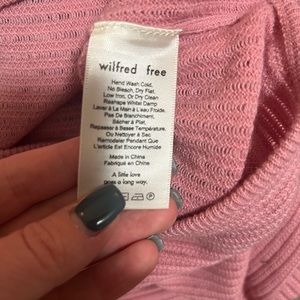 wilfred free
Hand Wash Cold,
No Bleach, Dry Flat,
Low Iron, Or Dry Clean
Reshape Whilst Damp
Laver À La Main À L'eau Froide.
Pas De Blanchiment.
Sécher À Plat,
Repasser À Basse Température.
Ou Nettoyer À Sec
Remodeler Pendant Que
L'article Est Encore Humide
Made in China
Fabriqué en Chine
A little love
goes a long way.
P